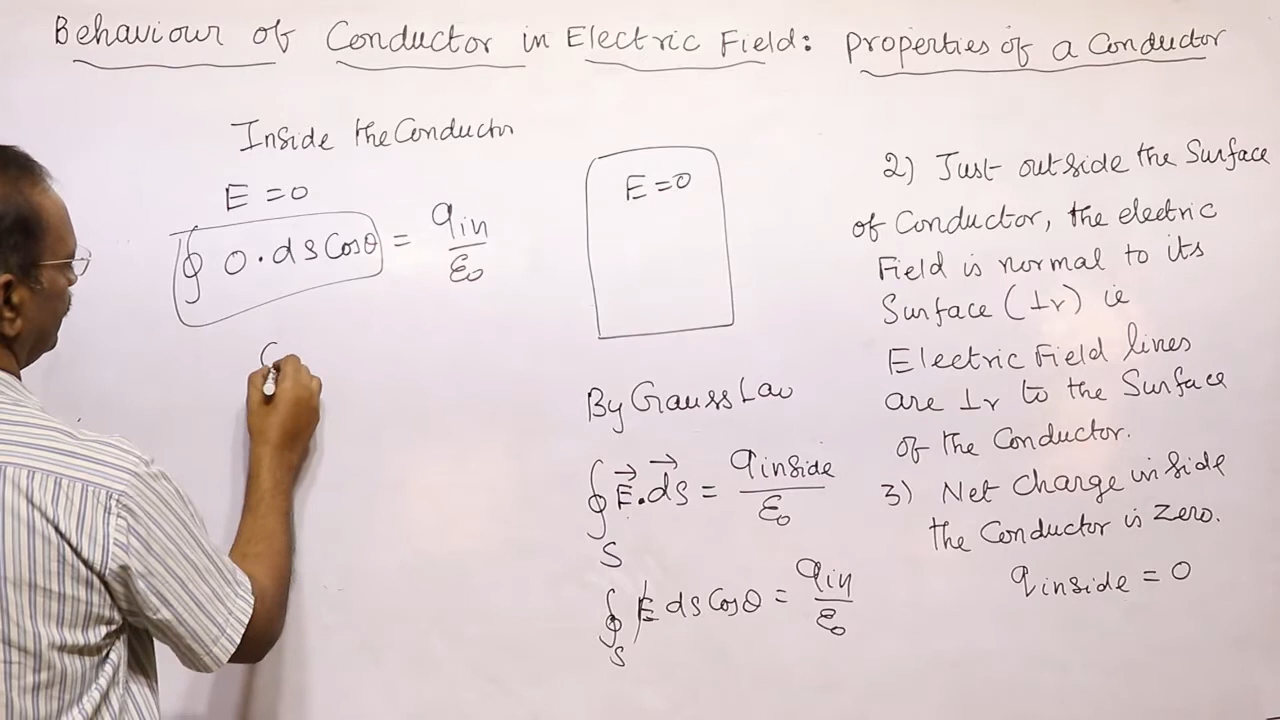 Behaviour of Conductor in Electric Field: Properties of a Conductor
Inside the Conductor
E = 0
∮ 0 . ds Cosθ = qin/ε₀
E = 0
By Gauss Law
∮S E⃗ . ds⃗ = qinside/ε₀
∮S E ds Cosθ = qin/ε₀
2) Just outside the Surface
of Conductor, the electric
Field is normal to its
Surface (⊥r) ie
Electric Field lines
are ⊥r to the Surface
of the Conductor.
3) Net Charge inside
the Conductor is Zero.
qinside = 0